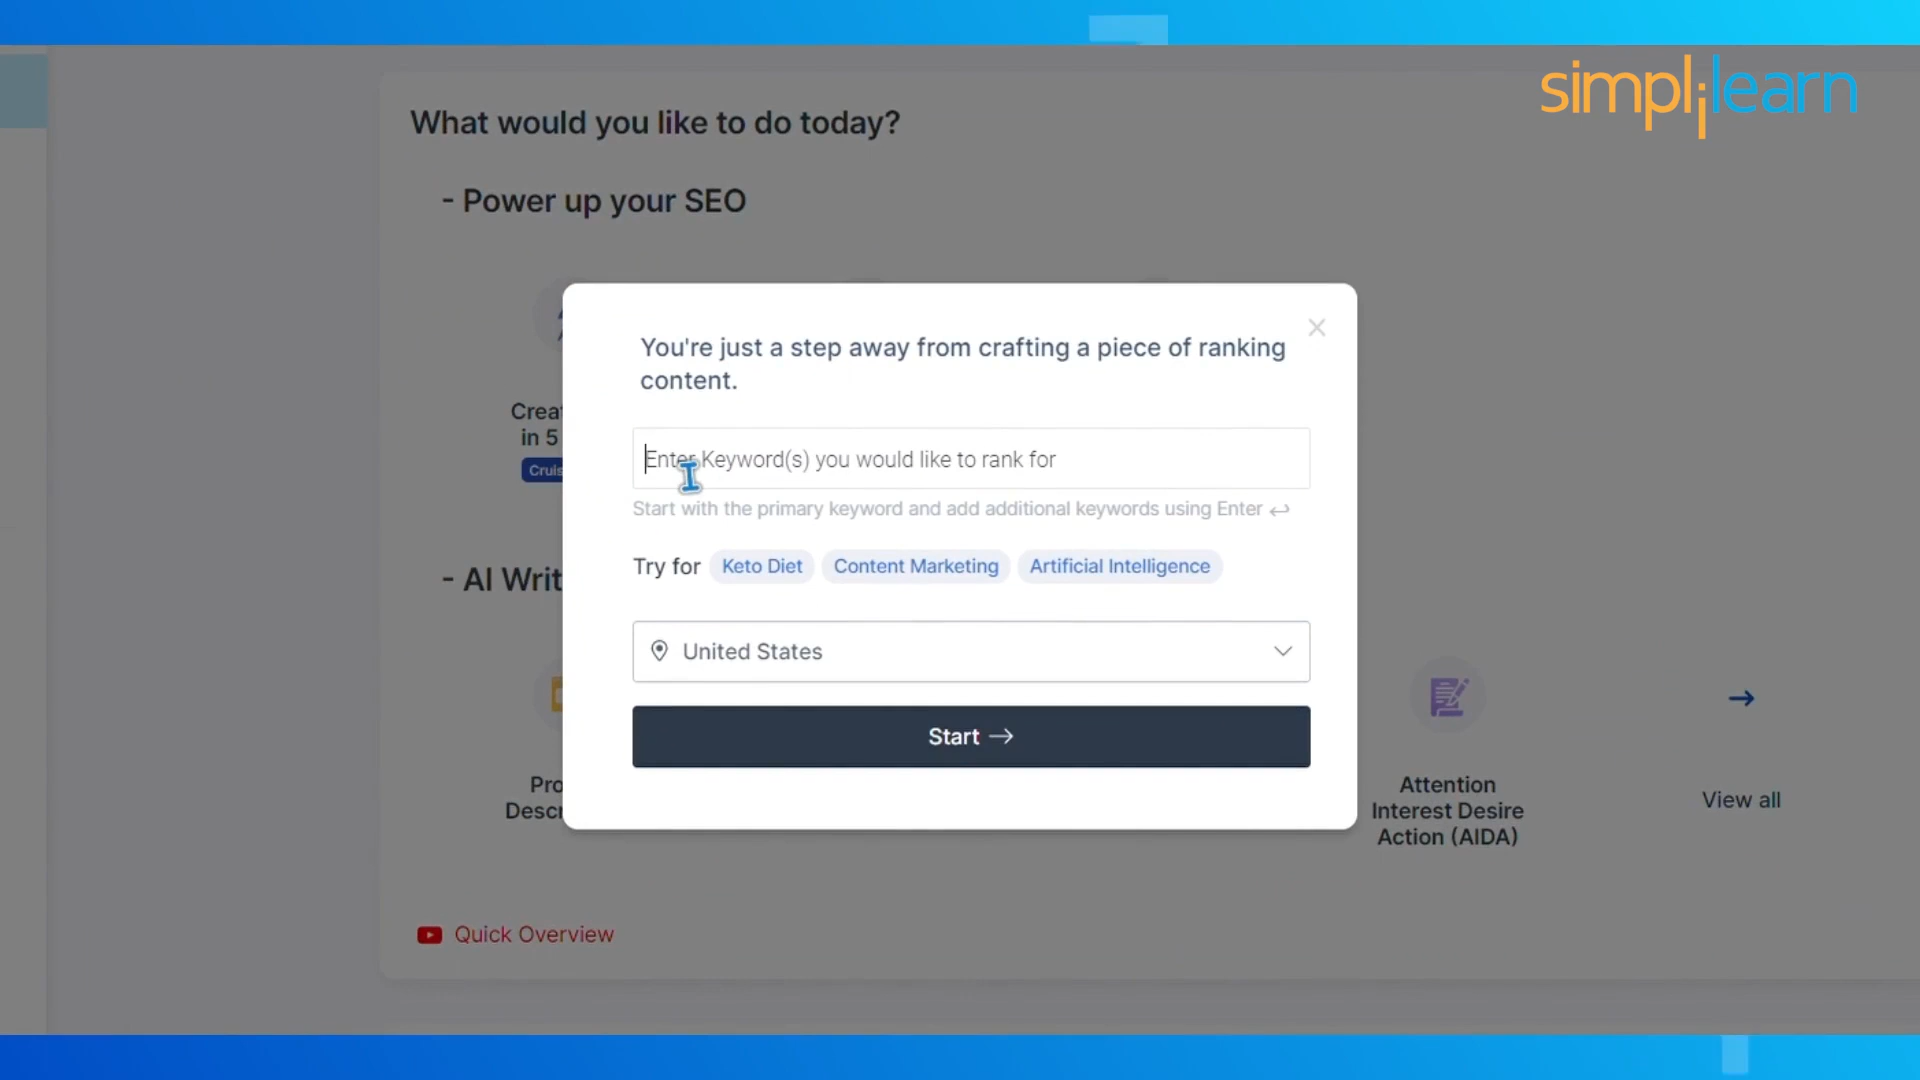 simplilearn
What would you like to do today?
- Power up your SEO
You're just a step away from crafting a piece of ranking
content.
Enter Keyword(s) you would like to rank for
Start with the primary keyword and add additional keywords using Enter
Try for Keto Diet Content Marketing Artificial Intelligence
United States
Start
in 5
- AI
View all
Attention
Interest Desire
Action (AIDA)
Quick Overview